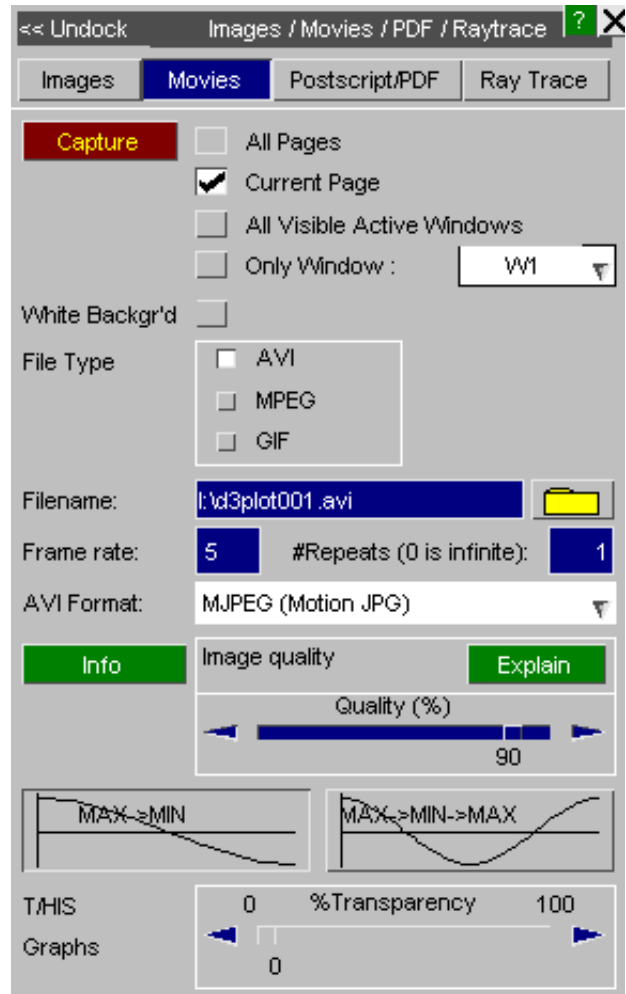 << Undock Images / Movies / PDF / Raytrace ? X
Images Movies Postscript/PDF Ray Trace
Capture All Pages
Current Page
All Visible Active Windows
Only Window : W1
White Backgr'd
File Type AVI
MPEG
GIF
Filename: I:\d3plot001.avi
Frame rate: 5 #Repeats (0 is infinite): 1
AVI Format: MJPEG (Motion JPG)
Info Image quality Explain
Quality (%)
90
MAX->MIN MAX->MIN->MAX
T/HIS 0 %Transparency 100
Graphs
0